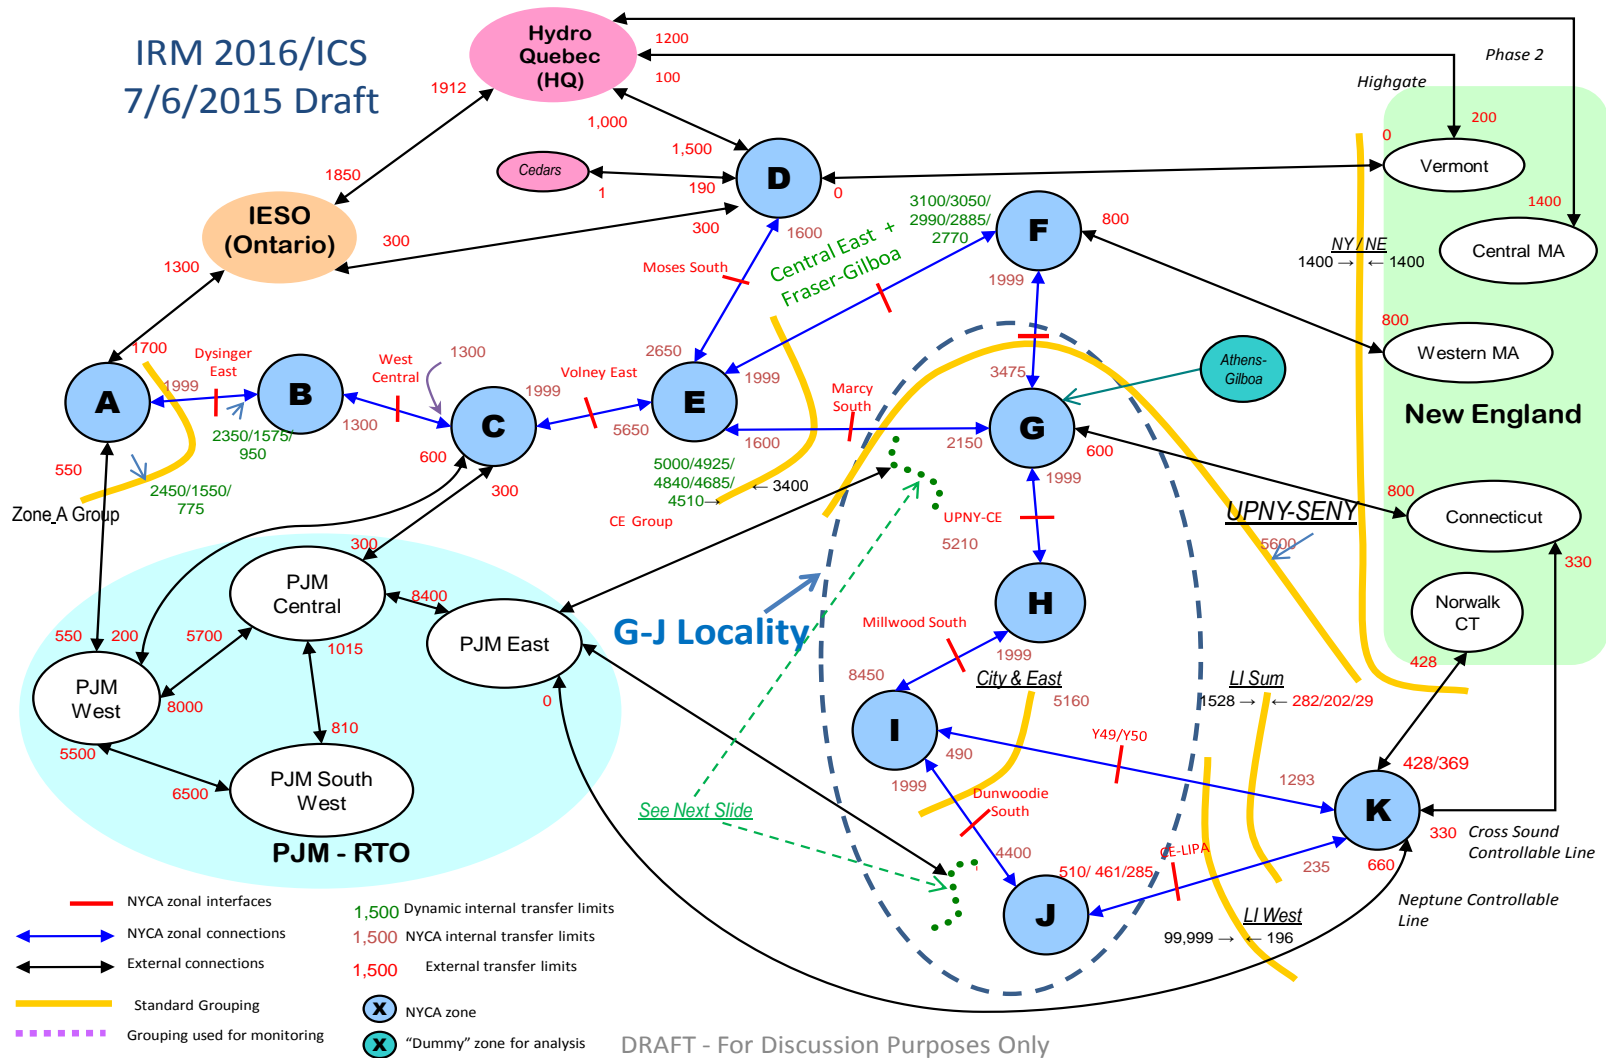 IRM 2016/ICS
7/6/2015 Draft
Hydro
Quebec
(HQ)
1200
100
Phase 2
Highgate
1912
1,000
1,500
200
0
Vermont
Cedars
1
190
D
0
1850
IESO
(Ontario)
300
300
1600
3100/3050/
2990/2885/
2770
F
800
1400
Central MA
NY / NE
1400 → ← 1400
1300
Moses South
Central East +
Fraser-Gilboa
1999
1700
Dysinger
East
West
Central
1300
Volney East
2650
1999
Marcy
South
3475
Athens-
Gilboa
800
Western MA
A
1999
B
1300
C
1999
5650
E
1600
2150
G
600
New England
2350/1575/
950
550
600
300
2450/1550/
775
Zone_A Group
5000/4925/
4840/4685/
4510→
← 3400
CE Group
1999
UPNY-CE
5210
UPNY-SENY
5600
800
Connecticut
330
300
PJM
Central
8400
PJM East
G-J Locality
H
Norwalk
CT
428
550
200
5700
1015
Millwood South
1999
8450
City & East
5160
LI Sum
1528 → ← 282/202/29
PJM
West
8000
0
5500
810
I
490
1999
Y49/Y50
1293
428/369
6500
PJM South
West
See Next Slide
Dunwoodie
South
K
330
Cross Sound
Controllable Line
PJM - RTO
4400
510/ 461/285
CE-LIPA
235
660
Neptune Controllable
Line
J
LI West
99,999 → ← 196
NYCA zonal interfaces
NYCA zonal connections
External connections
Standard Grouping
Grouping used for monitoring
1,500 Dynamic internal transfer limits
1,500 NYCA internal transfer limits
1,500 External transfer limits
X NYCA zone
X “Dummy” zone for analysis
DRAFT - For Discussion Purposes Only